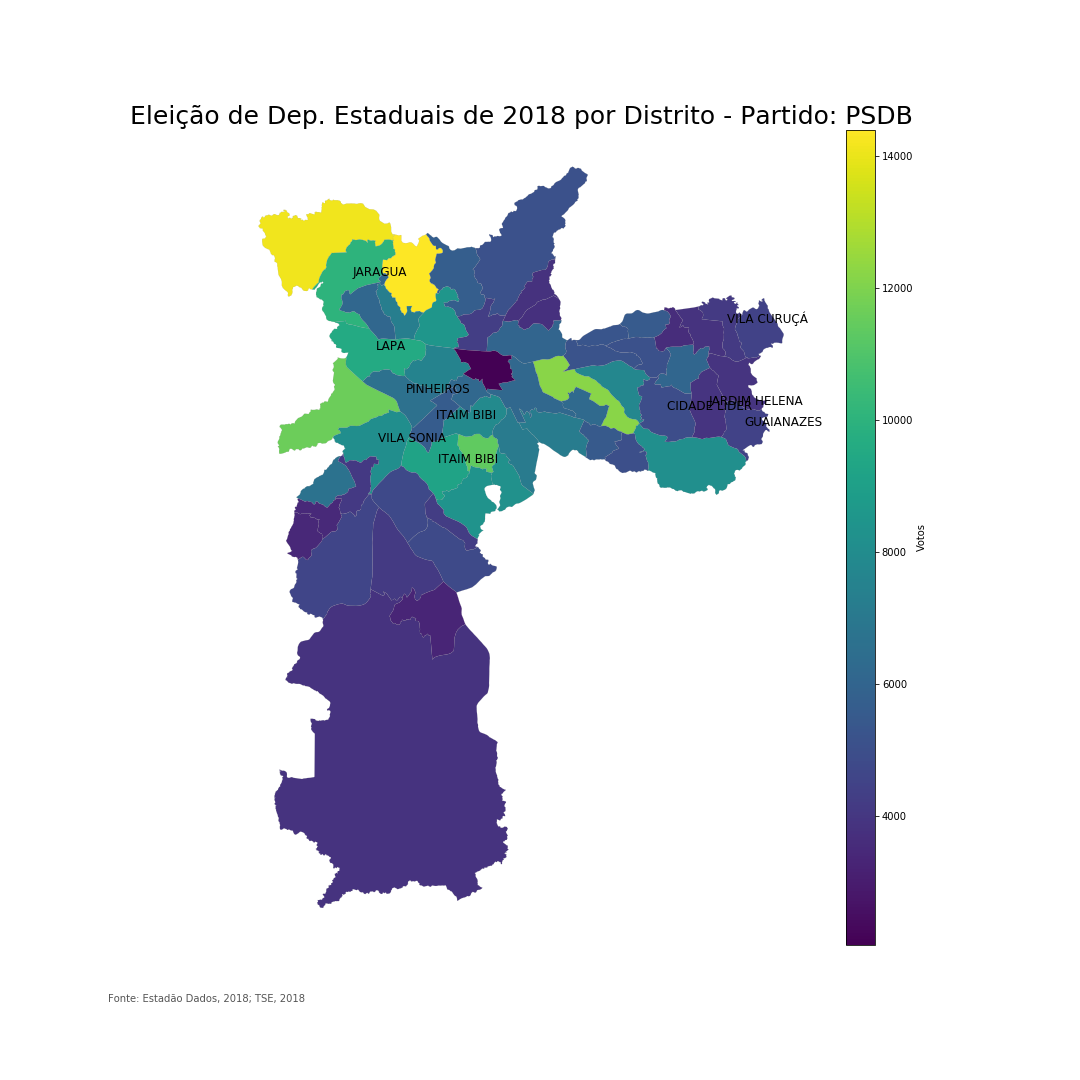 Eleição de Dep. Estaduais de 2018 por Distrito - Partido: PSDB
14000
12000
10000
8000
6000
4000
Votos
JARAGUA
VILA CURUÇÁ
LAPA
PINHEIROS
JARDIM HELENA
CIDADE LIDER
ITAIM BIBI
GUAIANAZES
VILA SONIA
ITAIM BIBI
Fonte: Estadão Dados, 2018; TSE, 2018